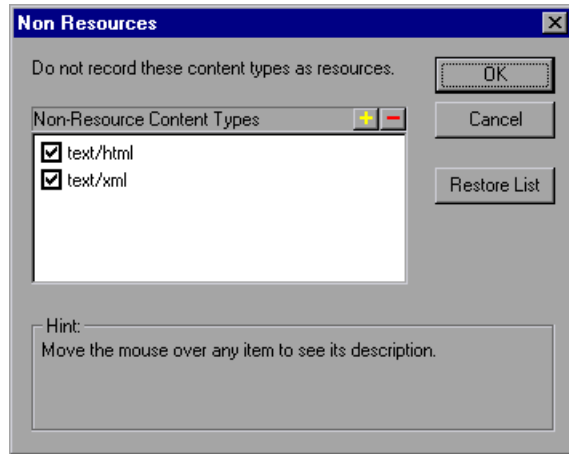 Non Resources
Do not record these content types as resources.
OK
Non-Resource Content Types
Cancel
text/html
text/xml
Restore List
Hint:
Move the mouse over any item to see its description.